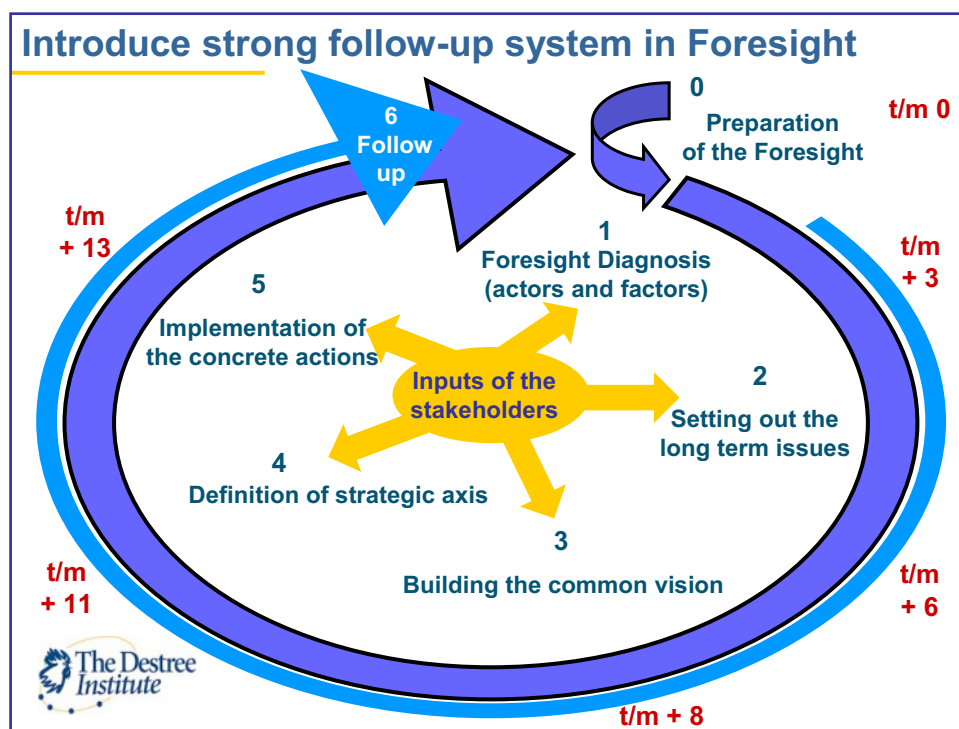 Introduce strong follow-up system in Foresight
0
Preparation
of the Foresight
t/m 0
6
Follow
up
1
Foresight Diagnosis
(actors and factors)
t/m
+ 3
2
Setting out the
long term issues
t/m
+ 6
3
Building the common vision
t/m + 8
4
Definition of strategic axis
t/m
+ 11
5
Implementation of
the concrete actions
t/m
+ 13
Inputs of the
stakeholders
The Destree
Institute